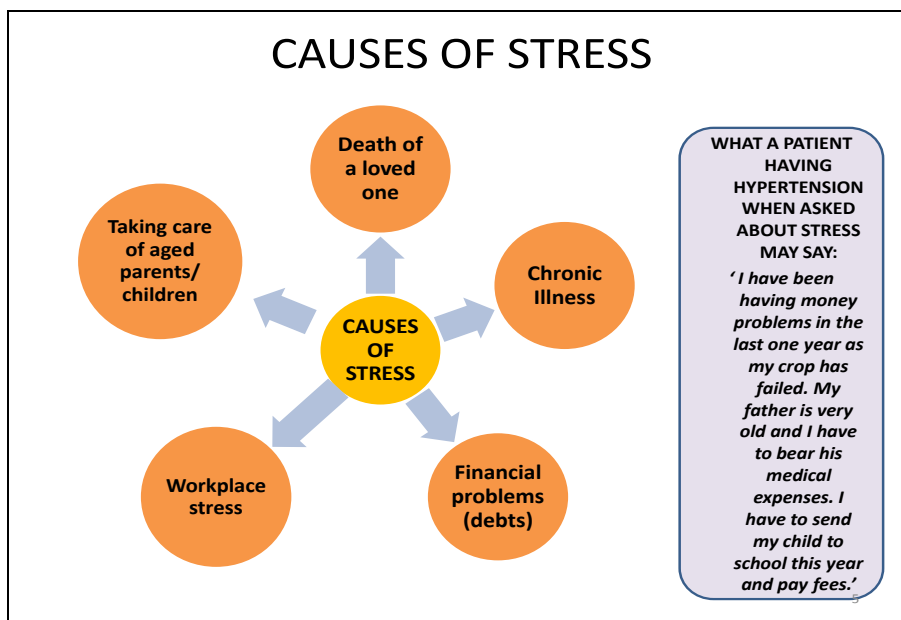 CAUSES OF STRESS
Death of
a loved
one
Taking care
of aged
parents/
children
Chronic
Illness
CAUSES
OF
STRESS
Workplace
stress
Financial
problems
(debts)
WHAT A PATIENT
HAVING
HYPERTENSION
WHEN ASKED
ABOUT STRESS
MAY SAY:
‘ I have been
having money
problems in the
last one year as
my crop has
failed. My
father is very
old and I have
to bear his
medical
expenses. I
have to send
my child to
school this year
and pay fees.’
5